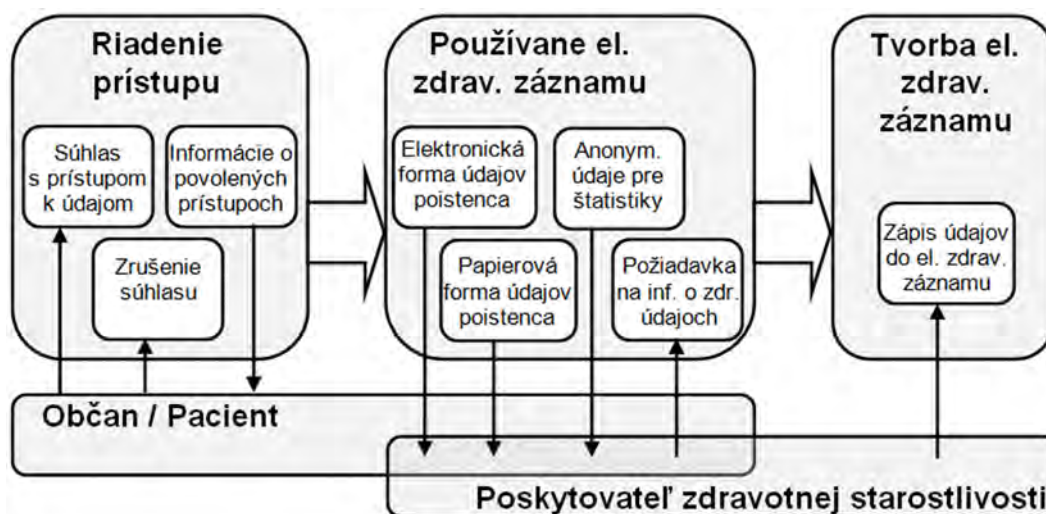 Riadenie
prístupu
Súhlas
s prístupom
k údajom
Informácie o
povolených
prístupoch
Zrušenie
súhlasu
Používane el.
zdrav. záznamu
Elektronická
forma údajov
poistenca
Anonym.
údaje pre
štatistiky
Papierová
forma údajov
poistenca
Požiadavka
na inf. o zdr.
údajoch
Tvorba el.
zdrav.
záznamu
Zápis údajov
do el. zdrav.
záznamu
Občan / Pacient
Poskytovateľ zdravotnej starostlivosti